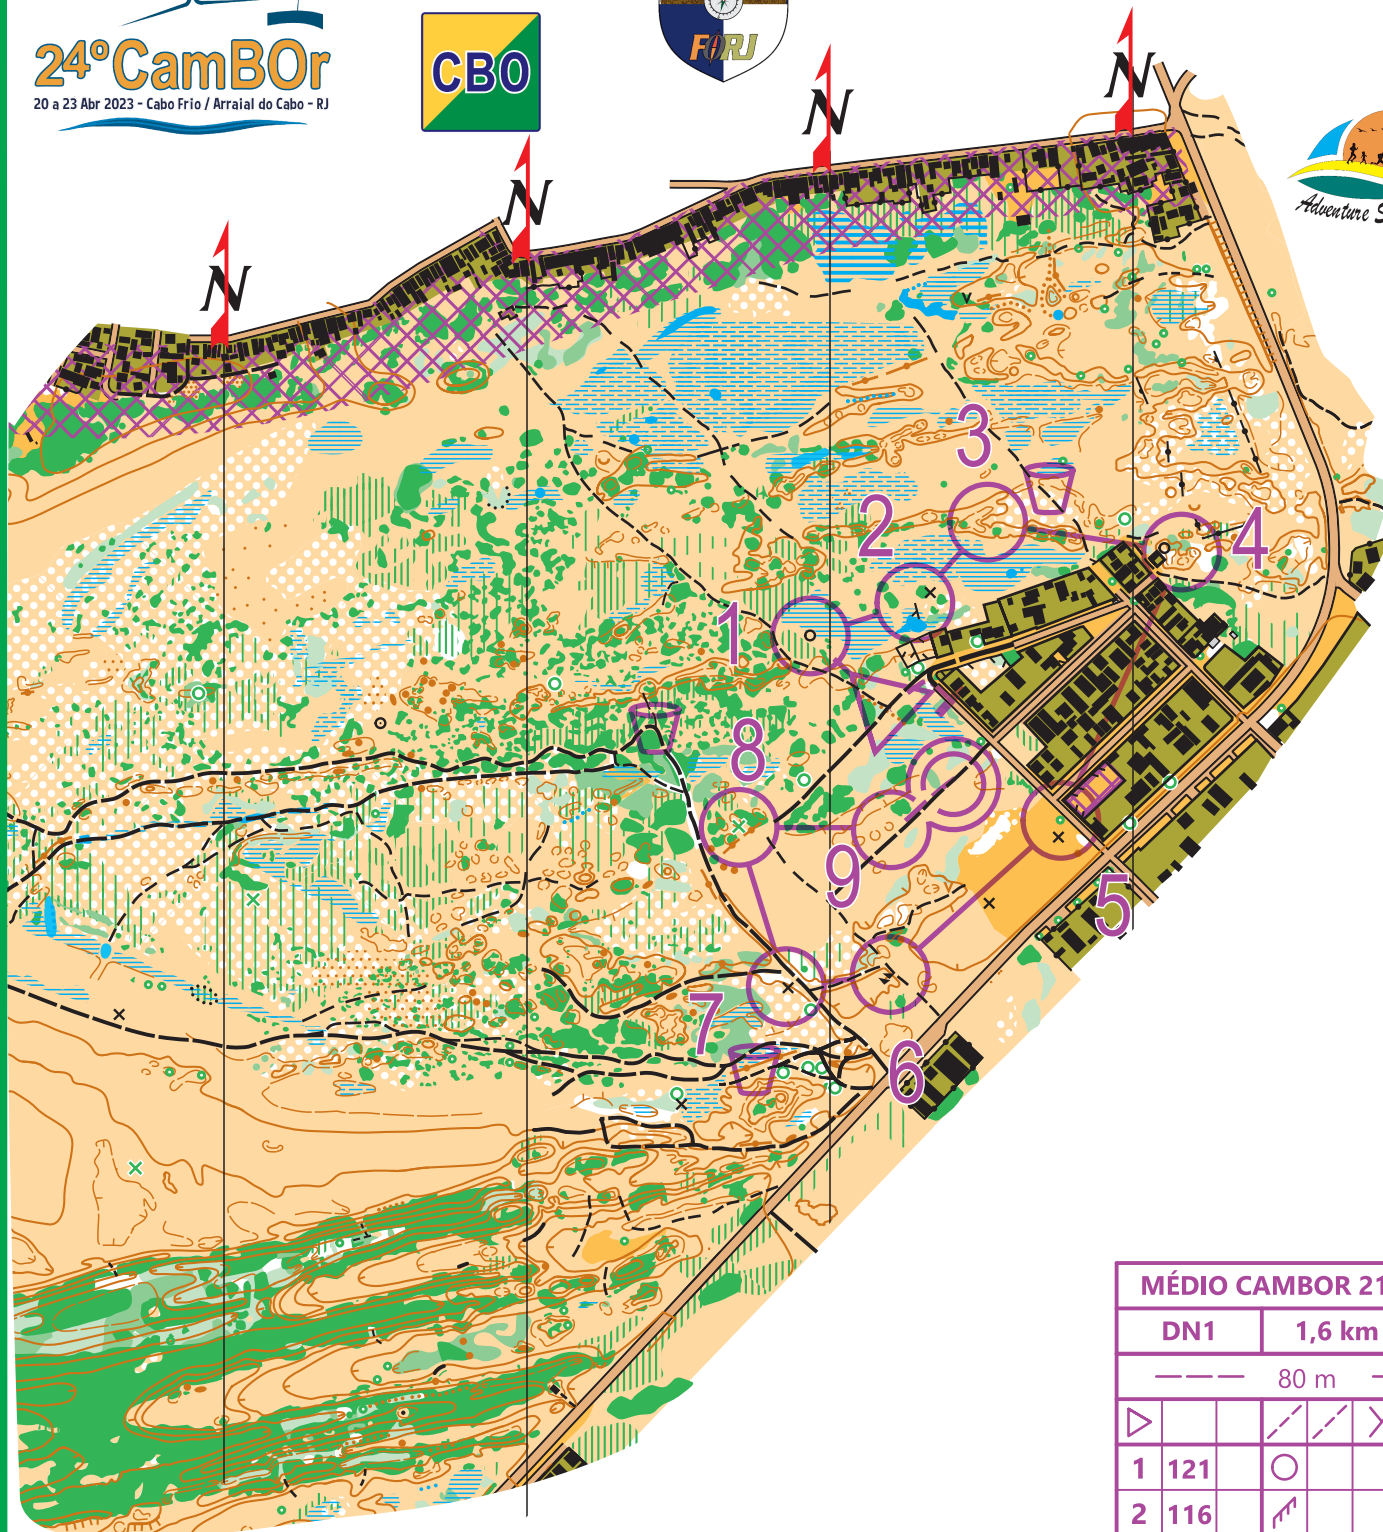 24ºCamBOr
20 a 23 Abr 2023 - Cabo Frio / Arraial do Cabo - RJ
CBO
FORJ
Adventure S
N
N
N
N
3
2
4
1
8
9
5
7
6
MÉDIO CAMBOR 21
DN1 1,6 km
80 m
1 121
2 116